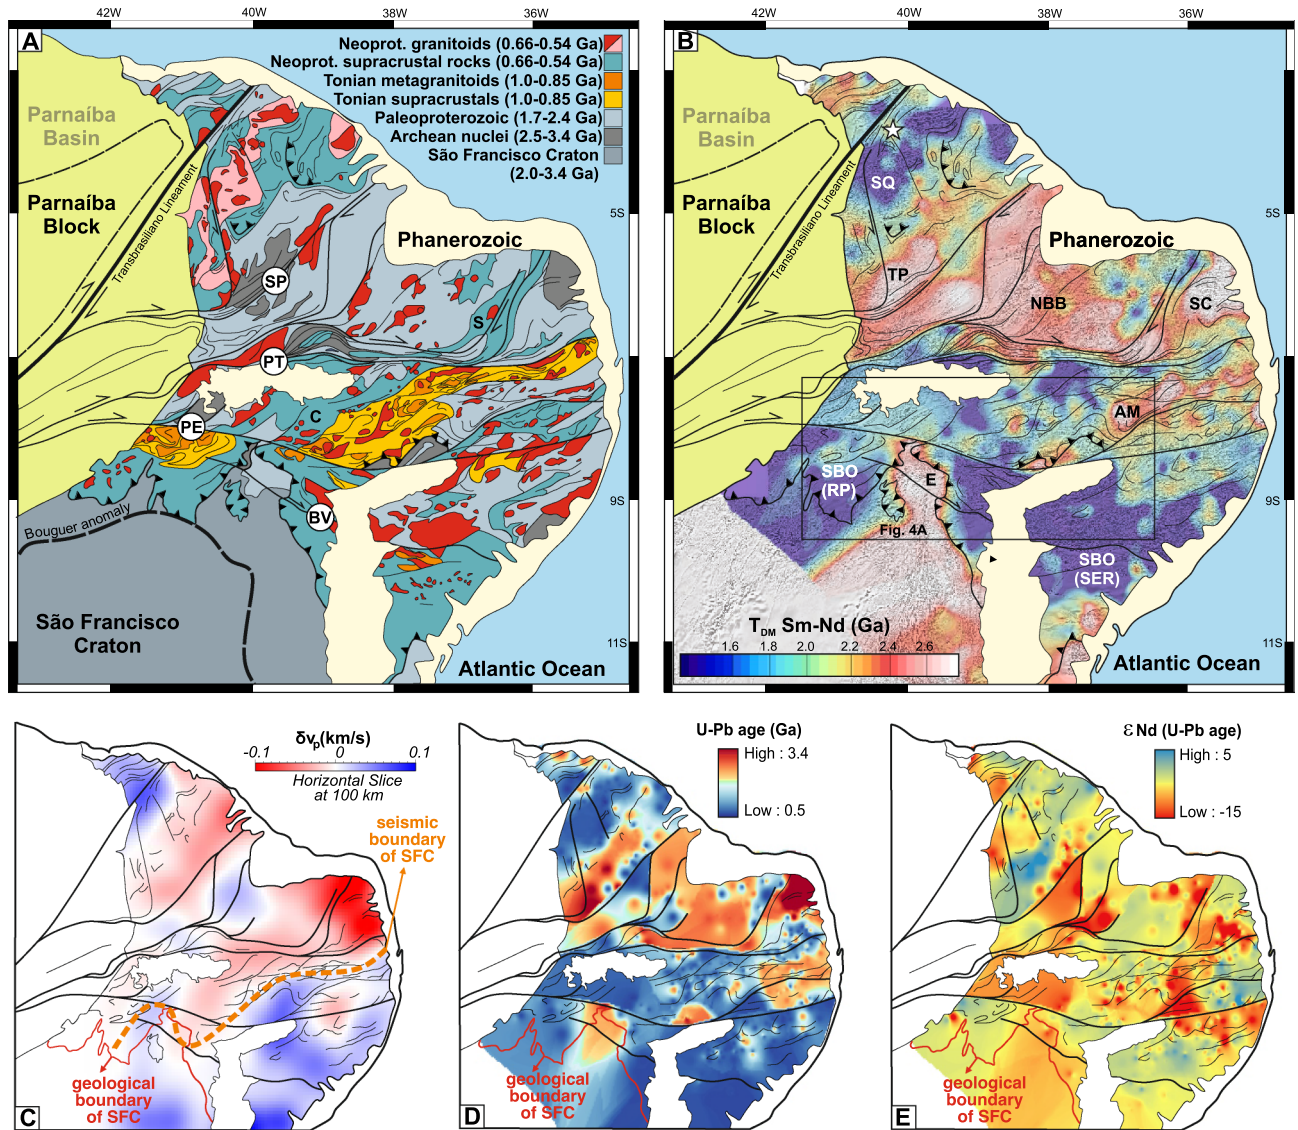 42W
40W
38W
36W
A
Neoprot. granitoids (0.66-0.54 Ga)
Neoprot. supracrustal rocks (0.66-0.54 Ga)
Tonian metagranitoids (1.0-0.85 Ga)
Tonian supracrustals (1.0-0.85 Ga)
Paleoproterozoic (1.7-2.4 Ga)
Archean nuclei (2.5-3.4 Ga)
São Francisco Craton
(2.0-3.4 Ga)
Parnaíba
Basin
Parnaíba
Block
Transbrasiliano Lineament
Phanerozoic
SP
S
PT
C
PE
BV
Bouguer anomaly
São Francisco
Craton
Atlantic Ocean
42W
40W
38W
36W
42W
40W
38W
36W
B
Parnaíba
Basin
Parnaíba
Block
Transbrasiliano Lineament
SQ
Phanerozoic
TP
NBB
SC
AM
SBO
(RP)
E
Fig. 4A
SBO
(SER)
TDM Sm-Nd (Ga)
1.6 1.8 2.0 2.2 2.4 2.6
Atlantic Ocean
5S
9S
11S
5S
9S
11S
42W
40W
38W
36W
δvp(km/s)
-0.1 0 0.1
Horizontal Slice
at 100 km
seismic
boundary
of SFC
geological
boundary
of SFC
C
U-Pb age (Ga)
High : 3.4
Low : 0.5
geological
boundary
of SFC
D
εNd (U-Pb age)
High : 5
Low : -15
geological
boundary
of SFC
E